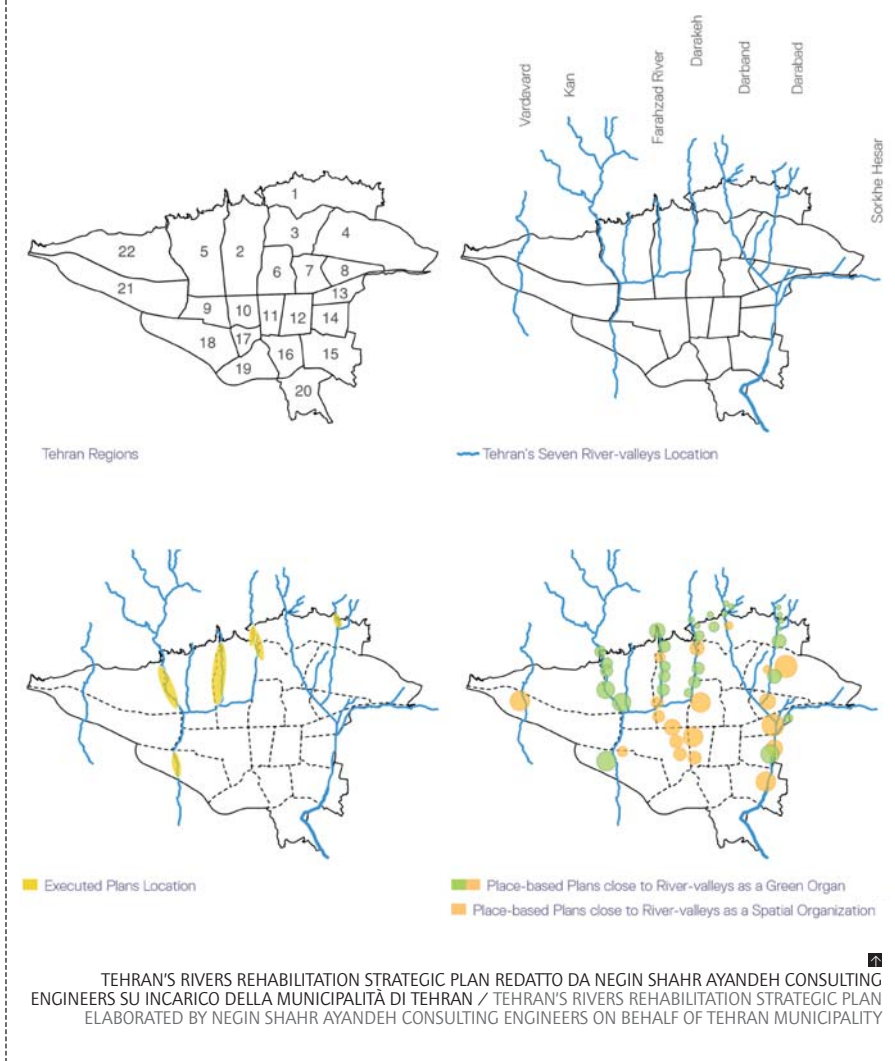 Vardavard
Kan
Farahzad River
Darakeh
Darband
Darabad
Sorkhe Hesar
1
3
4
22
5
2
6
7
8
21
13
9
10
11
12
14
18
17
16
15
19
20
Tehran Regions
Tehran's Seven River-valleys Location
Executed Plans Location
Place-based Plans close to River-valleys as a Green Organ
Place-based Plans close to River-valleys as a Spatial Organization
TEHRAN'S RIVERS REHABILITATION STRATEGIC PLAN REDATTO DA NEGIN SHAHR AYANDEH CONSULTING
ENGINEERS SU INCARICO DELLA MUNICIPALITÀ DI TEHRAN / TEHRAN'S RIVERS REHABILITATION STRATEGIC PLAN
ELABORATED BY NEGIN SHAHR AYANDEH CONSULTING ENGINEERS ON BEHALF OF TEHRAN MUNICIPALITY